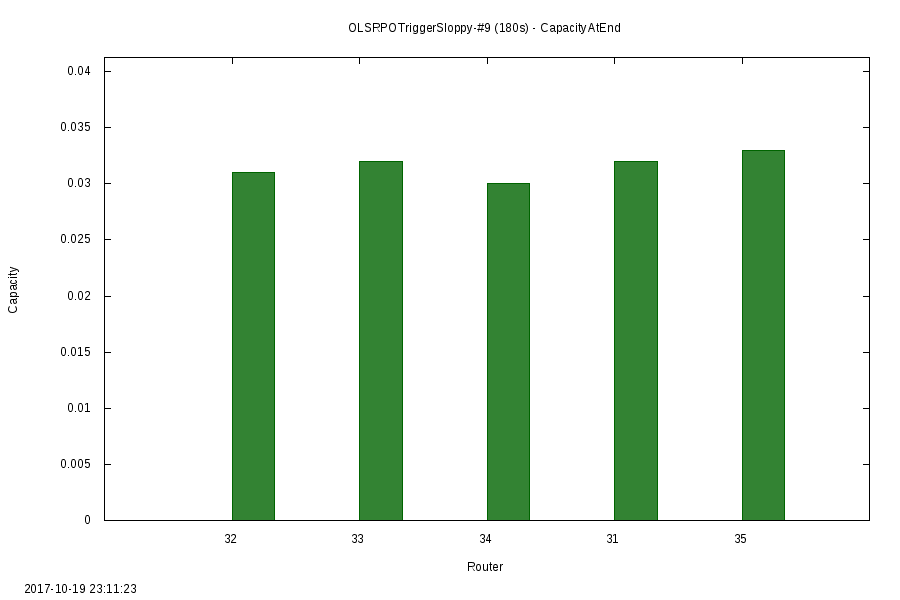 OLSRPOTriggerSloppy-#9 (180s) - CapacityAtEnd
0.04
0.035
0.03
0.025
0.02
0.015
0.01
0.005
0
Capacity
32 33 34 31 35
Router
2017-10-19 23:11:23